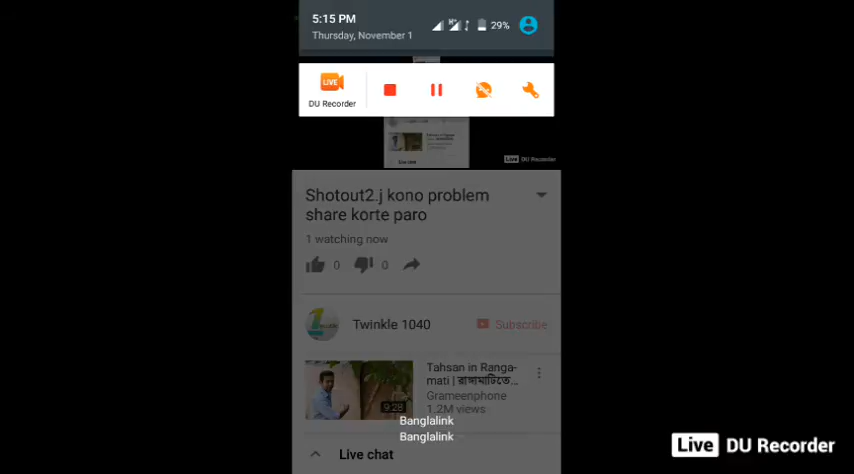 5:15 PM
Thursday, November 1
29%
LIVE
DU Recorder
Live DU Recorder
Shotout2.j kono problem
share korte paro
1 watching now
0
0
Twinkle 1040
Subscribe
Tahsan in Ranga-
mati | রাঙ্গামাটিতে...
Grameenphone
1.2M views
9:28
Banglalink
Banglalink
Live chat
Live DU Recorder